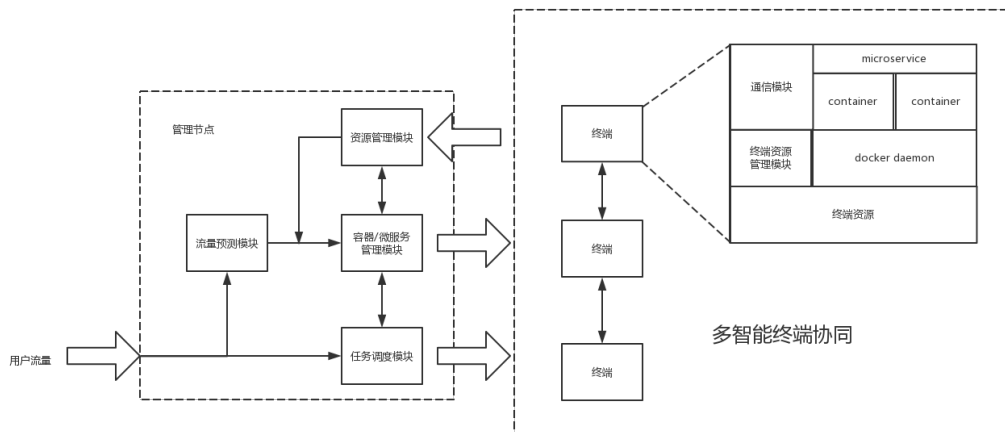 管理节点
资源管理模块
流量预测模块
容器/微服务
管理模块
任务调度模块
用户流量
终端
终端
终端
通信模块
microservice
container
container
终端资源
管理模块
docker daemon
终端资源
多智能终端协同